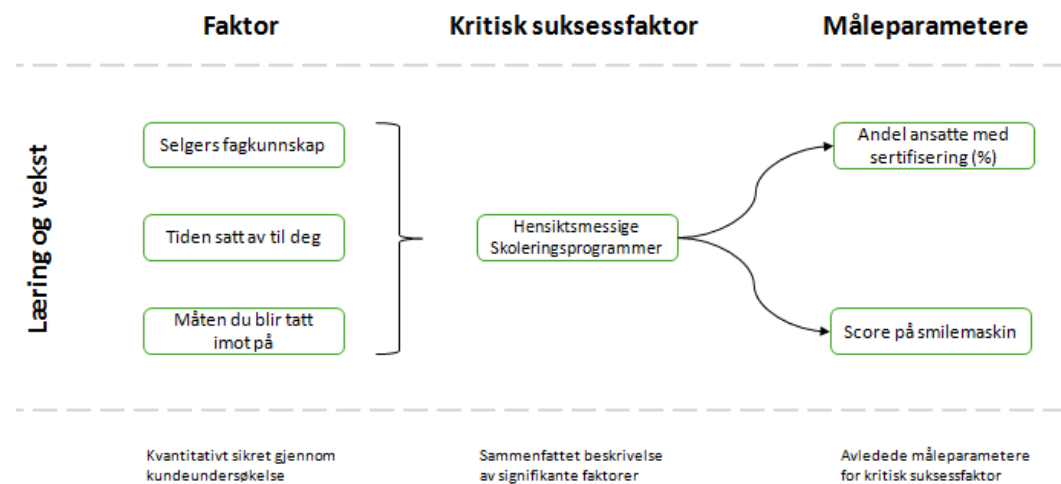 Faktor
Kritisk suksessfaktor
Måleparametere
Læring og vekst
Selgers fagkunnskap
Tiden satt av til deg
Måten du blir tatt
imot på
Hensiktsmessige
Skoleringsprogrammer
Andel ansatte med
sertifisering (%)
Score på smilemaskin
Kvantitativt sikret gjennom
kundeundersøkelse
Sammenfattet beskrivelse
av signifikante faktorer
Avledede måleparametere
for kritisk suksessfaktor